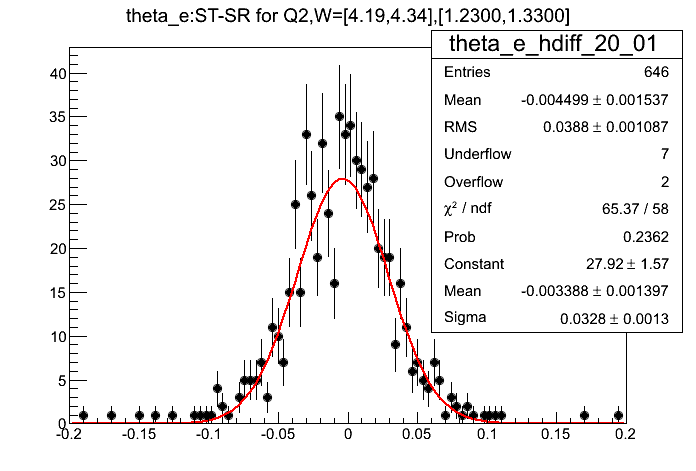 theta_e:ST-SR for Q2,W=[4.19,4.34],[1.2300,1.3300]
theta_e_hdiff_20_01
Entries 646
Mean -0.004499 ± 0.001537
RMS 0.0388 ± 0.001087
Underflow 7
Overflow 2
χ² / ndf 65.37 / 58
Prob 0.2362
Constant 27.92 ± 1.57
Mean -0.003388 ± 0.001397
Sigma 0.0328 ± 0.0013
40
35
30
25
20
15
10
5
0
-0.2 -0.15 -0.1 -0.05 0 0.05 0.1 0.15 0.2